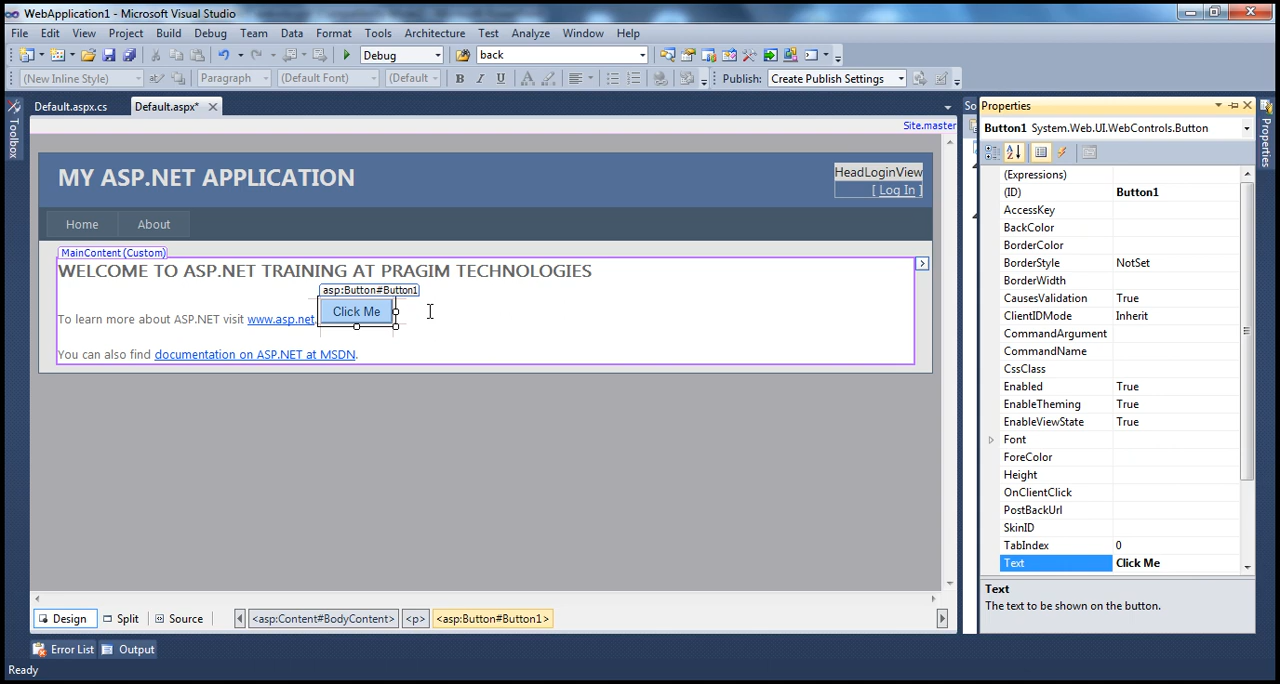 WebApplication1 - Microsoft Visual Studio
File Edit View Project Build Debug Team Data Format Tools Architecture Test Analyze Window Help
Debug back
(New Inline Style) Paragraph (Default Font) (Default B I U A Publish: Create Publish Settings
Default.aspx.cs Default.aspx*
Toolbox
Site.master
MY ASP.NET APPLICATION
HeadLoginView
[ Log In ]
Home About
MainContent (Custom)
WELCOME TO ASP.NET TRAINING AT PRAGIM TECHNOLOGIES
asp:Button#Button1
Click Me
To learn more about ASP.NET visit www.asp.net.
You can also find documentation on ASP.NET at MSDN.
Design Split Source <asp:Content#BodyContent> <p> <asp:Button#Button1>
Error List Output
Ready
So
Properties
Button1 System.Web.UI.WebControls.Button
(Expressions)
(ID) Button1
AccessKey
BackColor
BorderColor
BorderStyle NotSet
BorderWidth
CausesValidation True
ClientIDMode Inherit
CommandArgument
CommandName
CssClass
Enabled True
EnableTheming True
EnableViewState True
Font
ForeColor
Height
OnClientClick
PostBackUrl
SkinID
TabIndex 0
Text Click Me
Text
The text to be shown on the button.
Properties